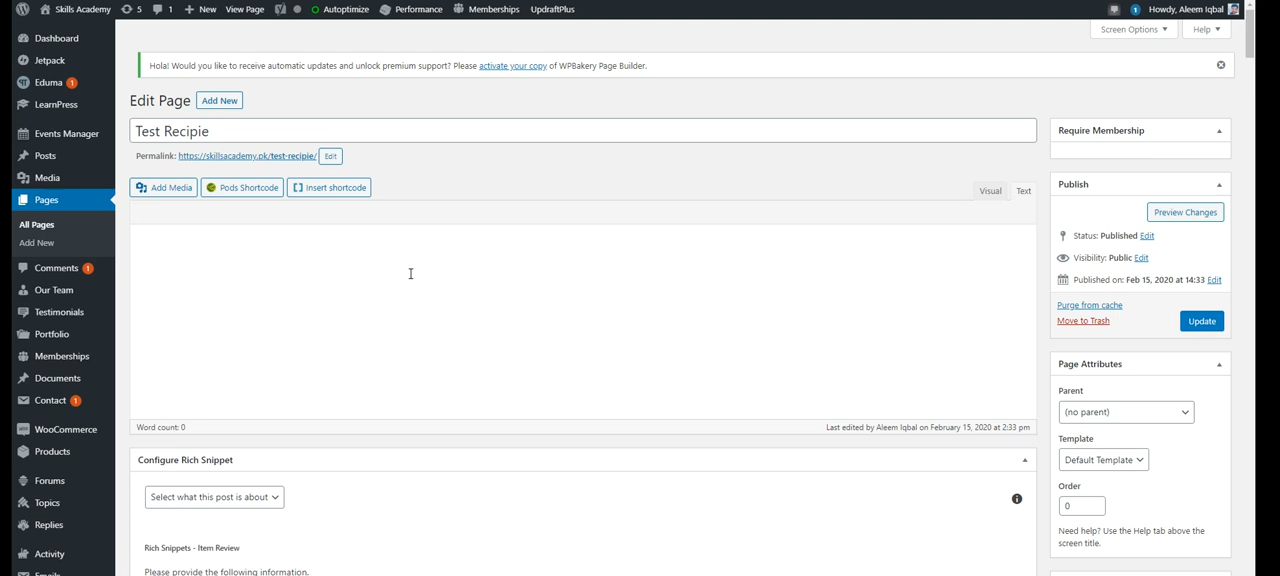 Skills Academy 5 1 New View Page Autoptimize Performance Memberships UpdraftPlus 1 Howdy, Aleem Iqbal
Screen Options Help
Dashboard
Jetpack
Eduma 1
LearnPress
Events Manager
Posts
Media
Pages
All Pages
Add New
Comments 1
Our Team
Testimonials
Portfolio
Memberships
Documents
Contact 1
WooCommerce
Products
Forums
Topics
Replies
Activity
Emails
Hola! Would you like to receive automatic updates and unlock premium support? Please activate your copy of WPBakery Page Builder.
Edit Page Add New
Test Recipie
Permalink: https://skillsacademy.pk/test-recipie/ Edit
Add Media Pods Shortcode Insert shortcode
Visual Text
Word count: 0 Last edited by Aleem Iqbal on February 15, 2020 at 2:33 pm
Configure Rich Snippet
Select what this post is about
Rich Snippets - Item Review
Please provide the following information.
Require Membership
Publish
Preview Changes
Status: Published Edit
Visibility: Public Edit
Published on: Feb 15, 2020 at 14:33 Edit
Purge from cache
Move to Trash
Update
Page Attributes
Parent
(no parent)
Template
Default Template
Order
0
Need help? Use the Help tab above the
screen title.